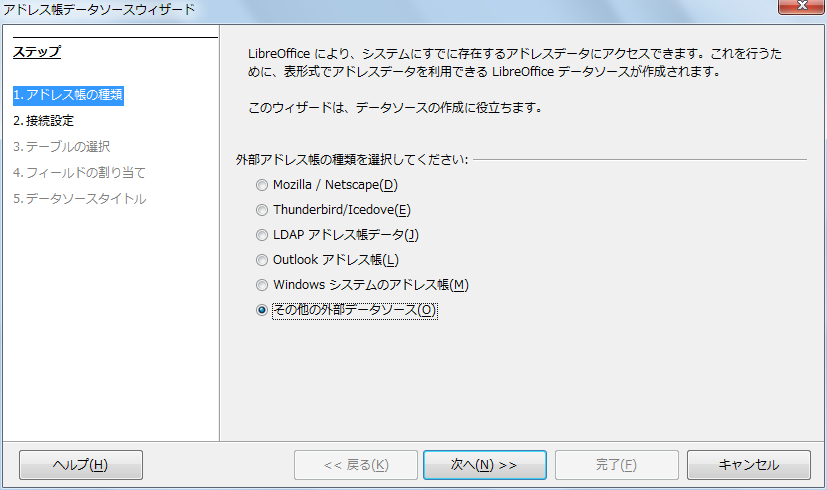 アドレス帳データソースウィザード
ステップ
1. アドレス帳の種類
2. 接続設定
3. テーブルの選択
4. フィールドの割り当て
5. データソースタイトル
LibreOffice により、システムにすでに存在するアドレスデータにアクセスできます。これを行うた
めに、表形式でアドレスデータを利用できる LibreOffice データソースが作成されます。
このウィザードは、データソースの作成に役立ちます。
外部アドレス帳の種類を選択してください:
Mozilla / Netscape(D)
Thunderbird/Icedove(E)
LDAP アドレス帳データ(J)
Outlook アドレス帳(L)
Windows システムのアドレス帳(M)
その他の外部データソース(O)
ヘルプ(H)
<< 戻る(K)
次へ(N) >>
完了(F)
キャンセル